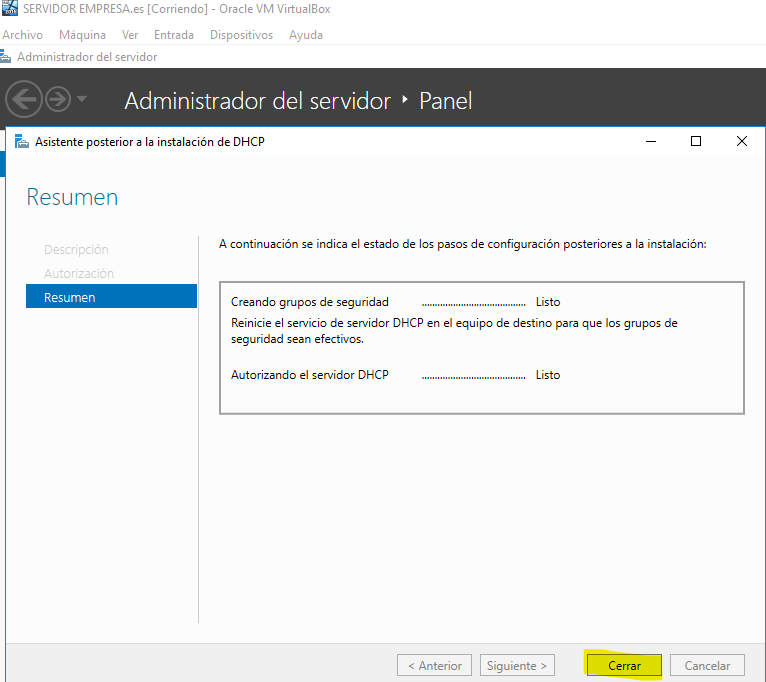 SERVIDOR EMPRESA.es [Corriendo] - Oracle VM VirtualBox
Archivo Máquina Ver Entrada Dispositivos Ayuda
Administrador del servidor
Administrador del servidor ‣ Panel
Asistente posterior a la instalación de DHCP
Resumen
Descripción
Autorización
Resumen
A continuación se indica el estado de los pasos de configuración posteriores a la instalación:
Creando grupos de seguridad ........................................ Listo
Reinicie el servicio de servidor DHCP en el equipo de destino para que los grupos de
seguridad sean efectivos.
Autorizando el servidor DHCP ........................................ Listo
< Anterior Siguiente > Cerrar Cancelar